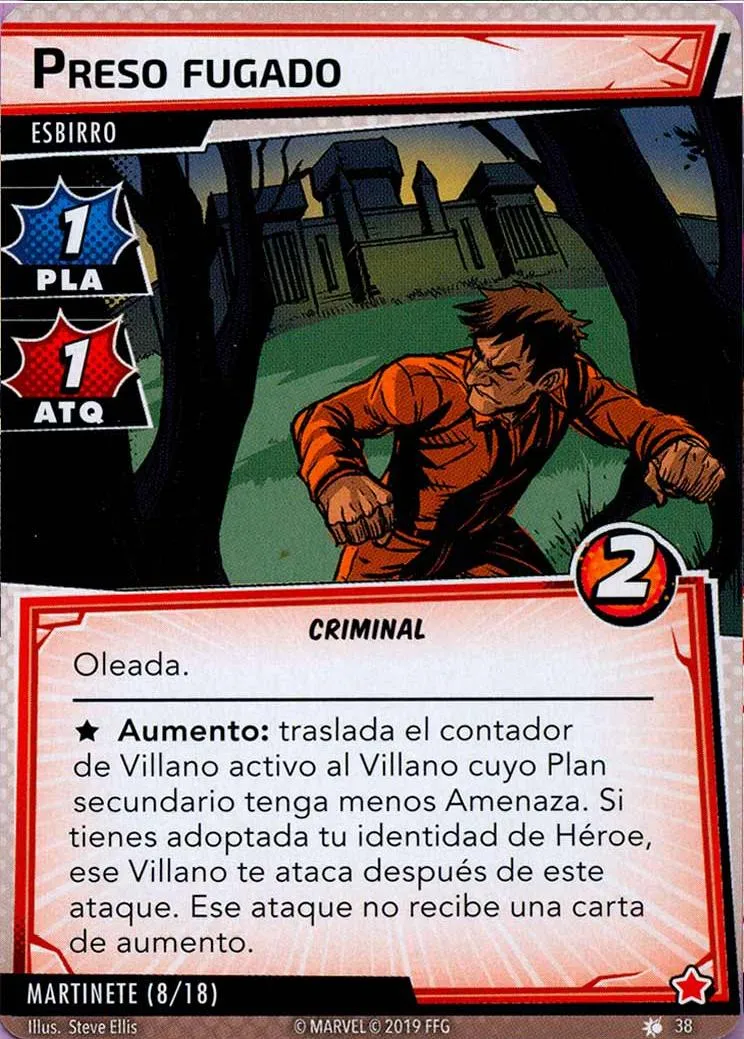 PRESO FUGADO
ESBIRRO
1
PLA
1
ATQ
2
CRIMINAL
Oleada.
★ Aumento: traslada el contador
de Villano activo al Villano cuyo Plan
secundario tenga menos Amenaza. Si
tienes adoptada tu identidad de Héroe,
ese Villano te ataca después de este
ataque. Ese ataque no recibe una carta
de aumento.
MARTINETE (8/18)
Illus. Steve Ellis
© MARVEL © 2019 FFG
38